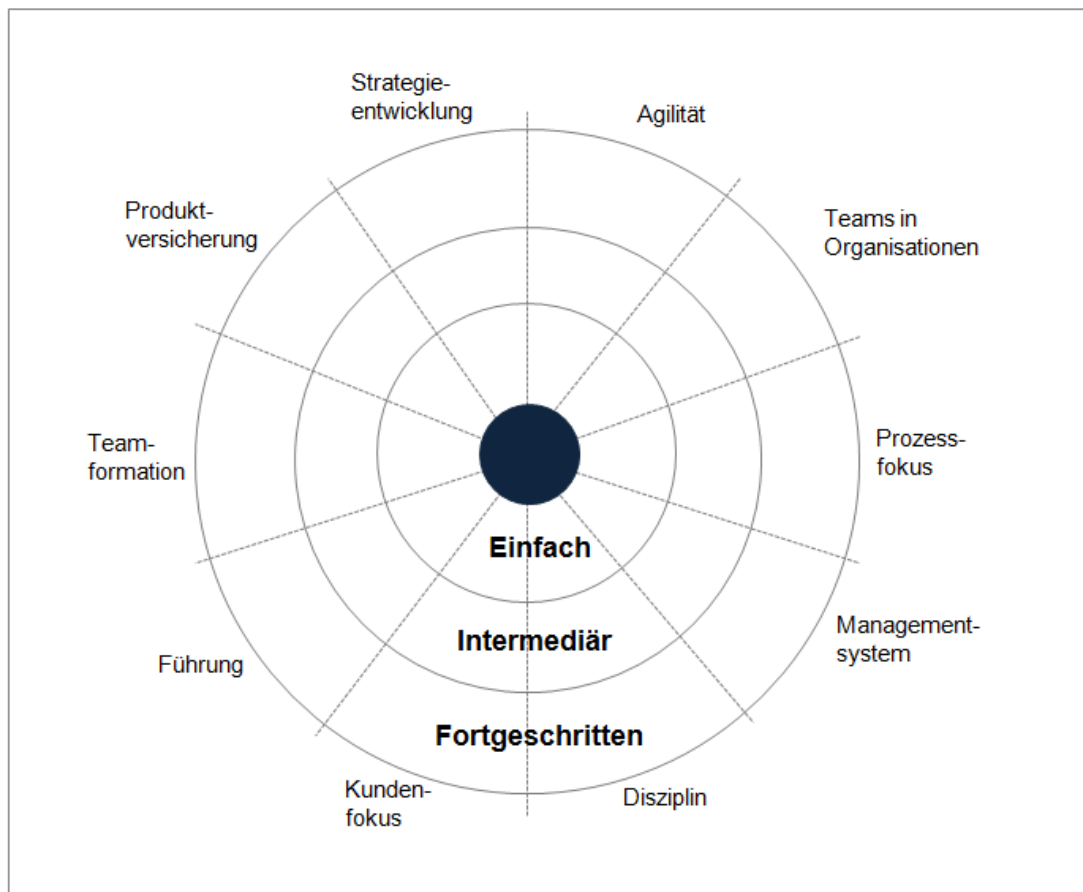 Strategie-
entwicklung
Agilität
Produkt-
versicherung
Teams in
Organisationen
Team-
formation
Prozess-
fokus
Einfach
Intermediär
Management-
system
Führung
Fortgeschritten
Kunden-
fokus
Disziplin